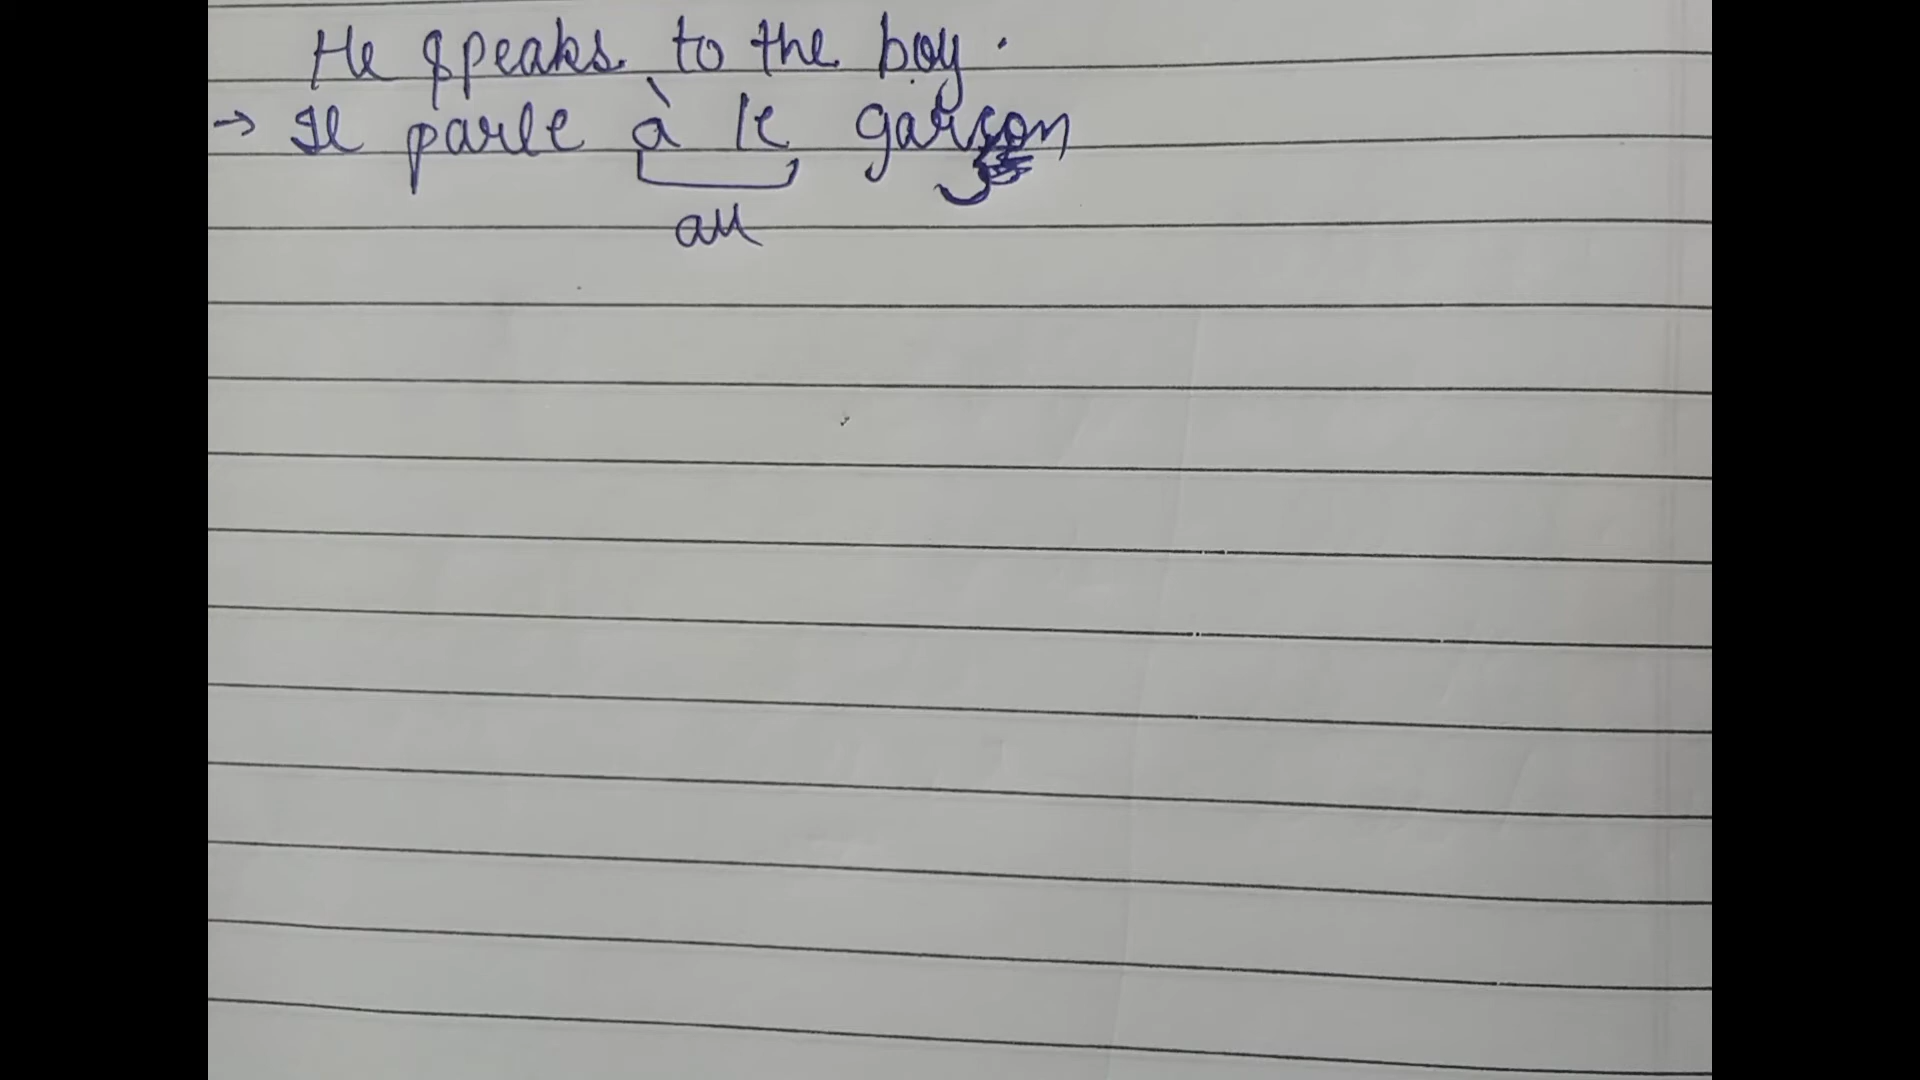 He speaks to the boy.
→ Il parle à le garçon
au